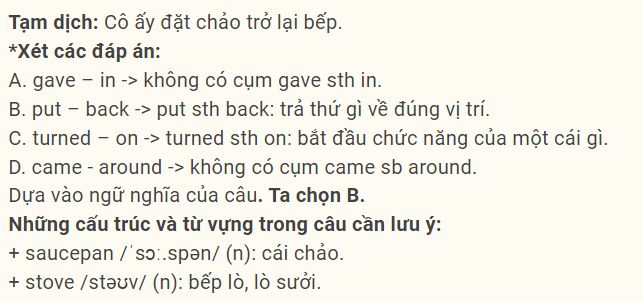 Tạm dịch: Cô ấy đặt chảo trở lại bếp.
*Xét các đáp án:
A. gave – in -> không có cụm gave sth in.
B. put – back -> put sth back: trả thứ gì về đúng vị trí.
C. turned – on -> turned sth on: bắt đầu chức năng của một cái gì.
D. came - around -> không có cụm came sb around.
Dựa vào ngữ nghĩa của câu. Ta chọn B.
Những cấu trúc và từ vựng trong câu cần lưu ý:
+ saucepan /ˈsɔː.spən/ (n): cái chảo.
+ stove /stəʊv/ (n): bếp lò, lò sưởi.